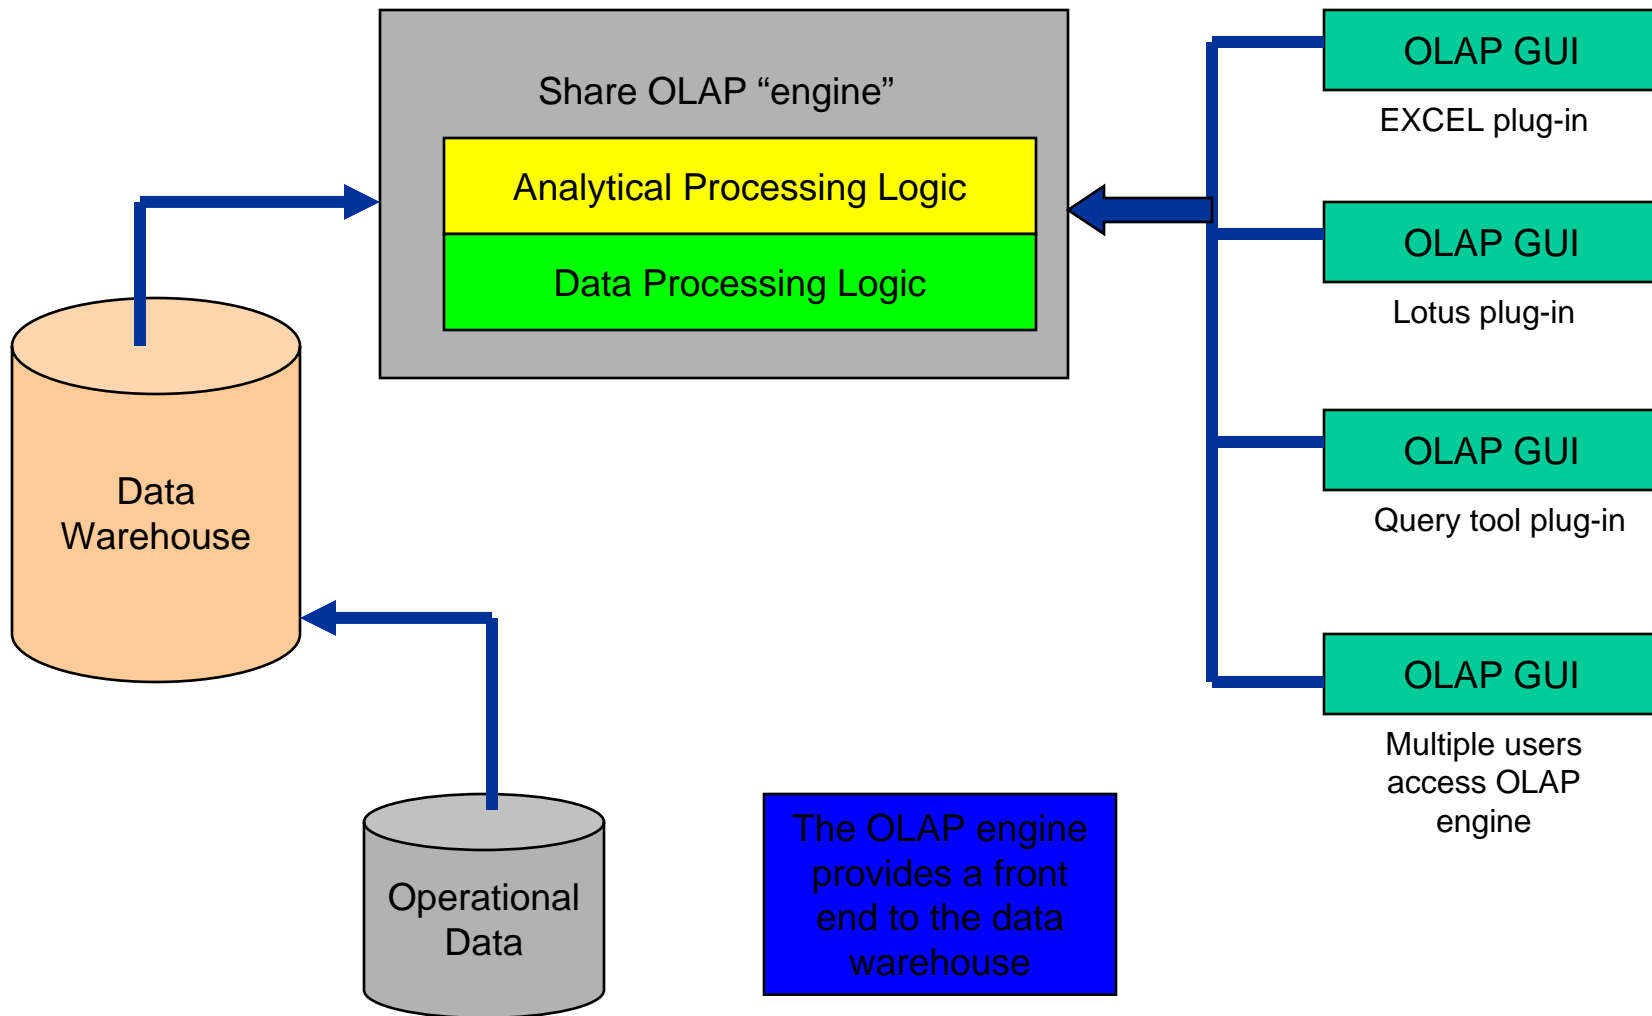 Share OLAP “engine”
Analytical Processing Logic
Data Processing Logic
OLAP GUI
EXCEL plug-in
OLAP GUI
Lotus plug-in
OLAP GUI
Query tool plug-in
OLAP GUI
Multiple users
access OLAP
engine
Data
Warehouse
Operational
Data
The OLAP engine
provides a front
end to the data
warehouse